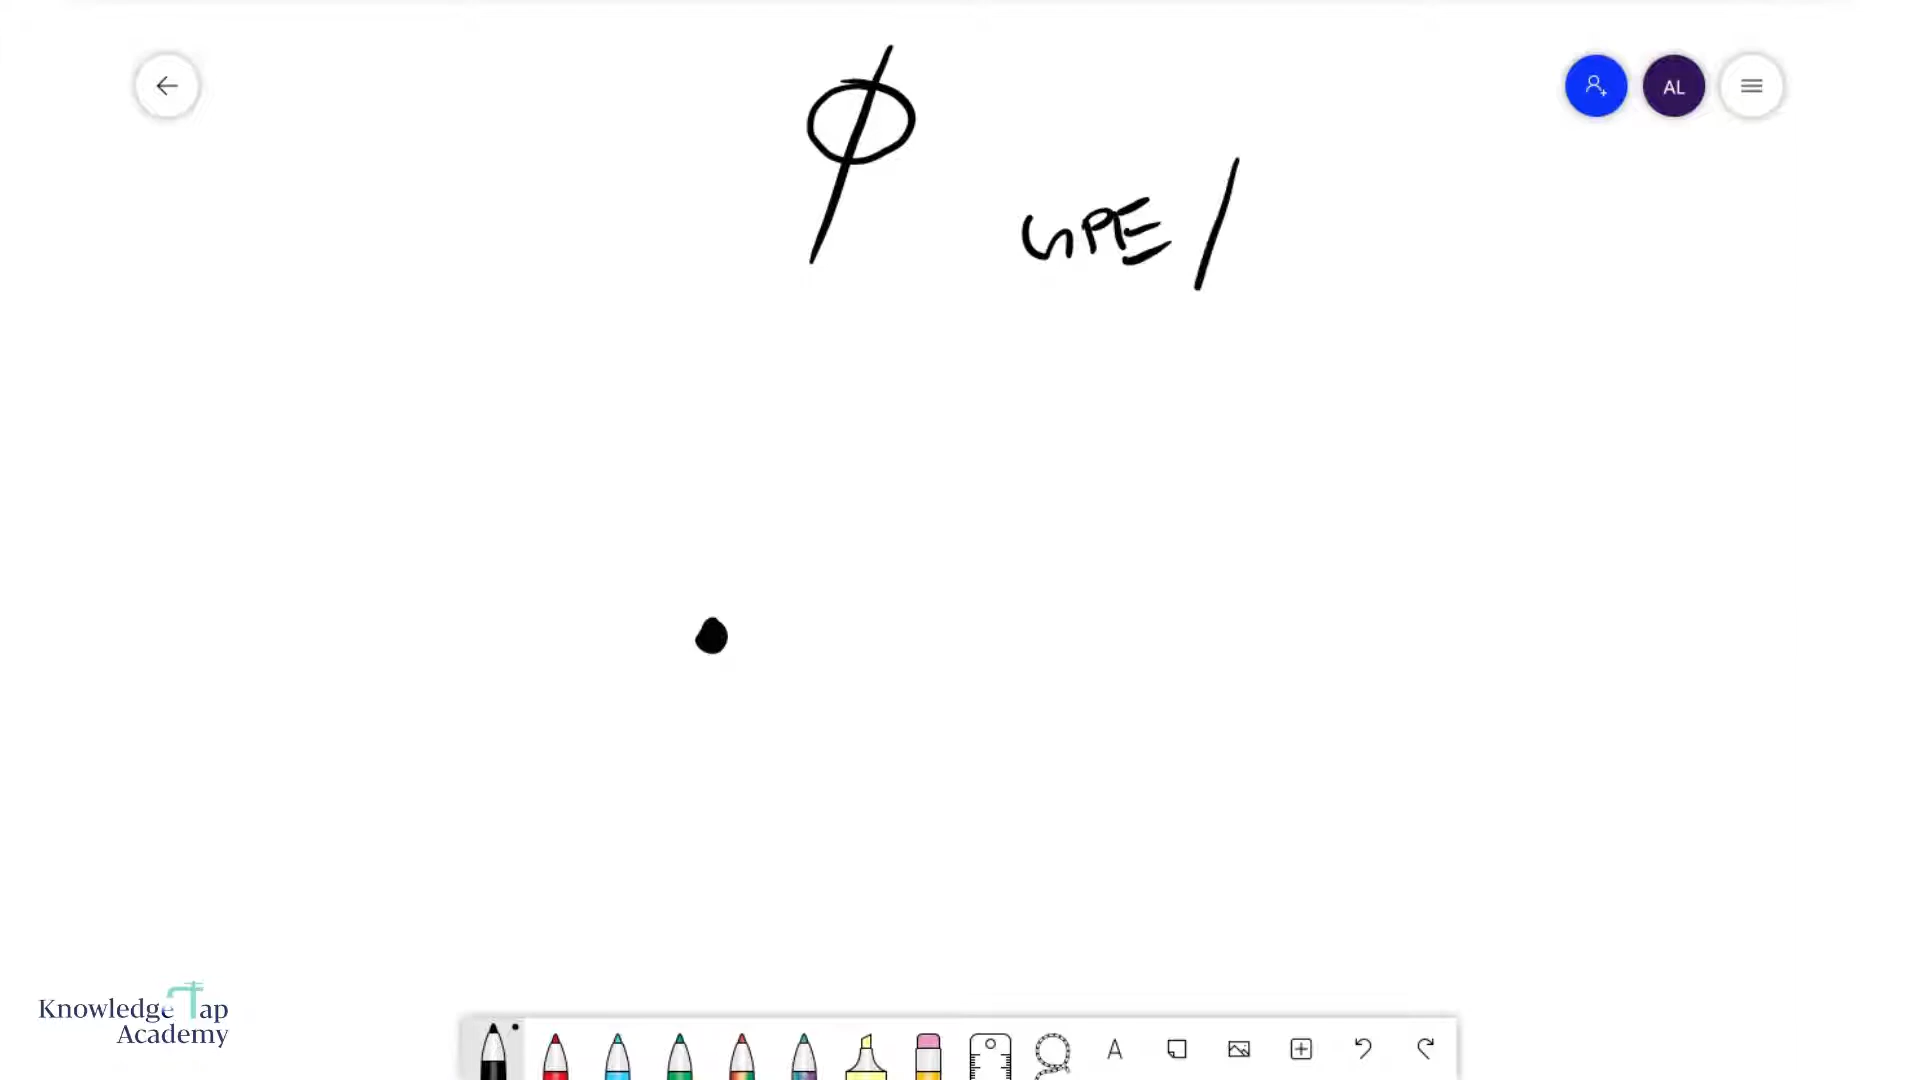 ϕ
AL
GPE /
Knowledge Tap
Academy
A